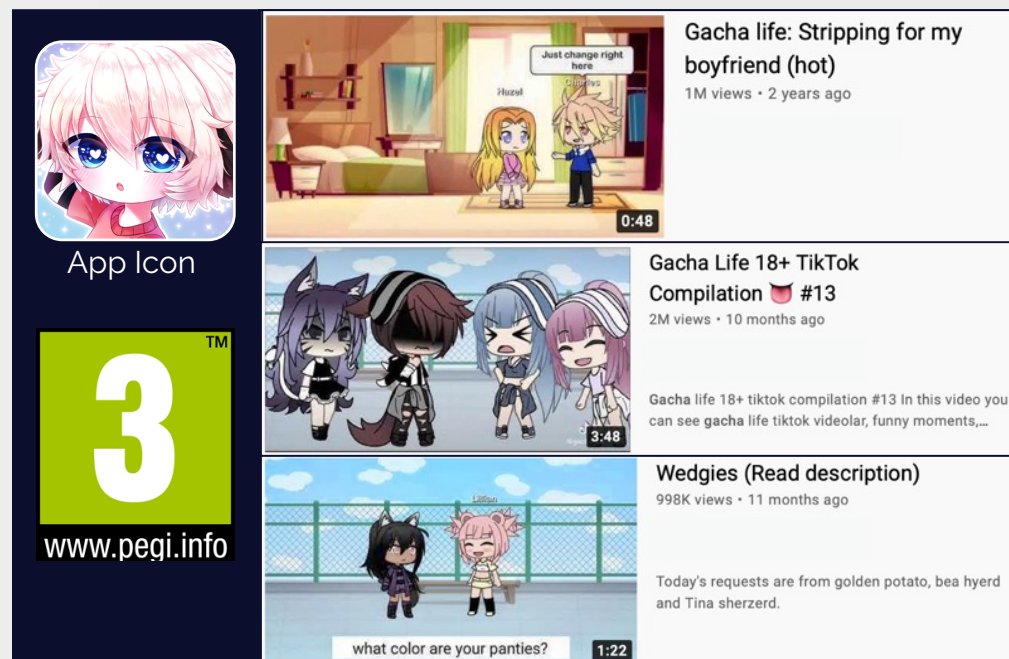 App Icon
TM
3
www.pegi.info
Just change right
here
Charles
Huzel
0:48
Gacha life: Stripping for my
boyfriend (hot)
1M views • 2 years ago
3:48
Gacha Life 18+ TikTok
Compilation 👅 #13
2M views • 10 months ago
Gacha life 18+ tiktok compilation #13 In this video you
can see gacha life tiktok videolar, funny moments,...
Lillian
what color are your panties?
1:22
Wedgies (Read description)
998K views • 11 months ago
Today's requests are from golden potato, bea hyerd
and Tina sherzerd.